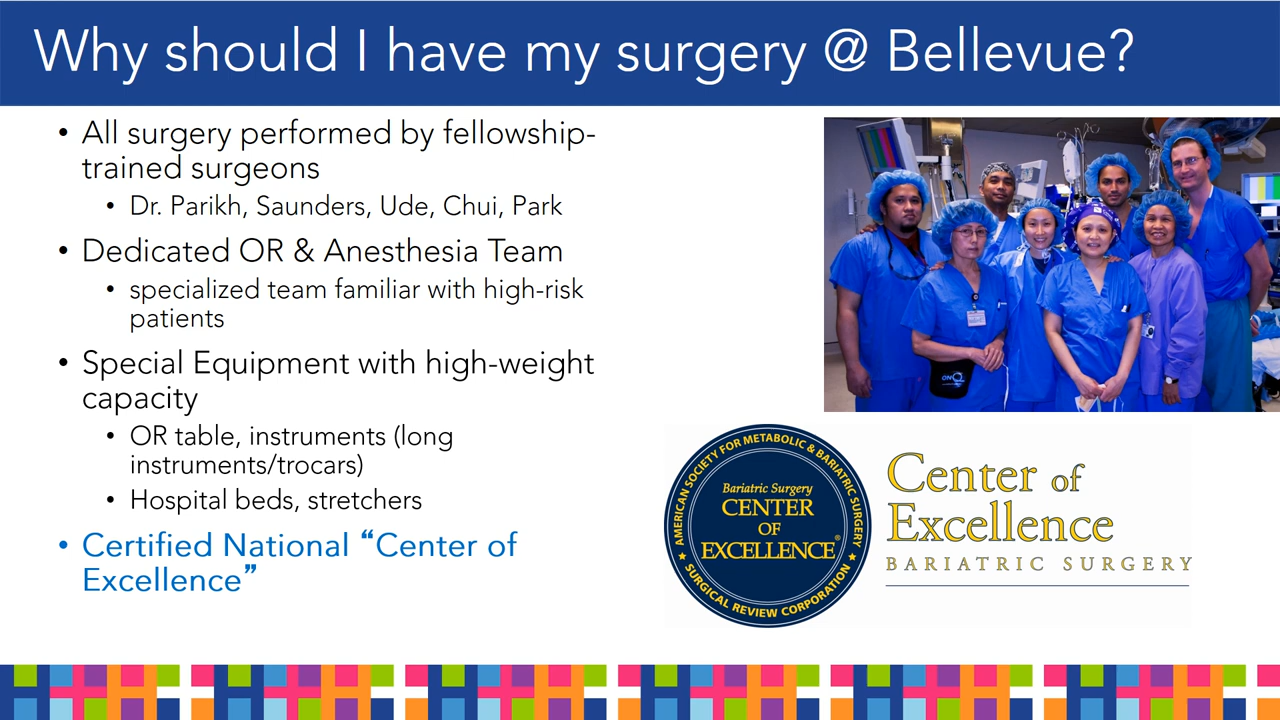 Why should I have my surgery @ Bellevue?
• All surgery performed by fellowship-
trained surgeons
• Dr. Parikh, Saunders, Ude, Chui, Park
• Dedicated OR & Anesthesia Team
• specialized team familiar with high-risk
patients
• Special Equipment with high-weight
capacity
• OR table, instruments (long
instruments/trocars)
• Hospital beds, stretchers
• Certified National “Center of
Excellence”
ONQ
AMERICAN SOCIETY FOR METABOLIC & BARIATRIC SURGERY
Bariatric Surgery
CENTER
OF
EXCELLENCE®
★ SURGICAL REVIEW CORPORATION ★
Center of
Excellence
BARIATRIC SURGERY